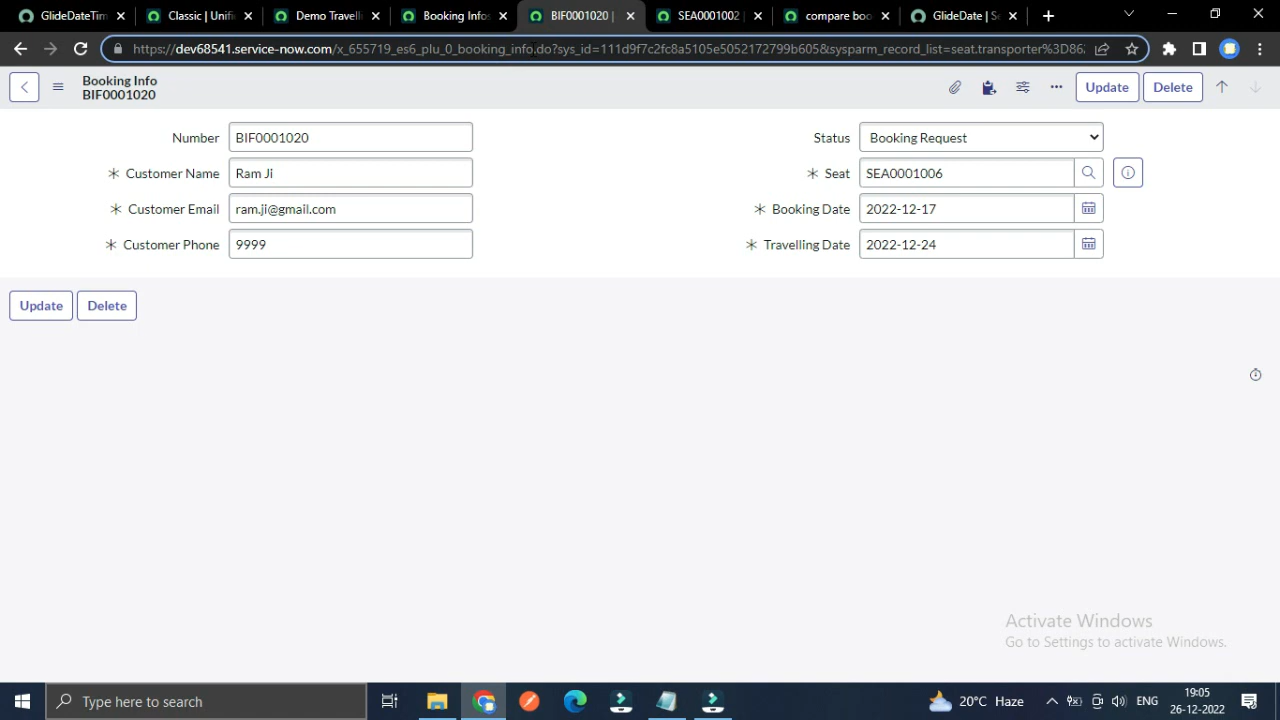 GlideDateTim
Classic | Unifi
Demo Travelli
Booking Infos
BIF0001020 |
SEA0001002 |
compare boo
GlideDate | Se
https://dev68541.service-now.com/x_655719_es6_plu_0_booking_info.do?sys_id=111d9f7c2fc8a5105e5052172799b605&sysparm_record_list=seat.transporter%3D862
Booking Info
BIF0001020
Update
Delete
Number
BIF0001020
Status
Booking Request
Customer Name
Ram Ji
Seat
SEA0001006
Customer Email
ram.ji@gmail.com
Booking Date
2022-12-17
Customer Phone
9999
Travelling Date
2022-12-24
Update
Delete
Activate Windows
Go to Settings to activate Windows.
Type here to search
20°C Haze
ENG
19:05
26-12-2022